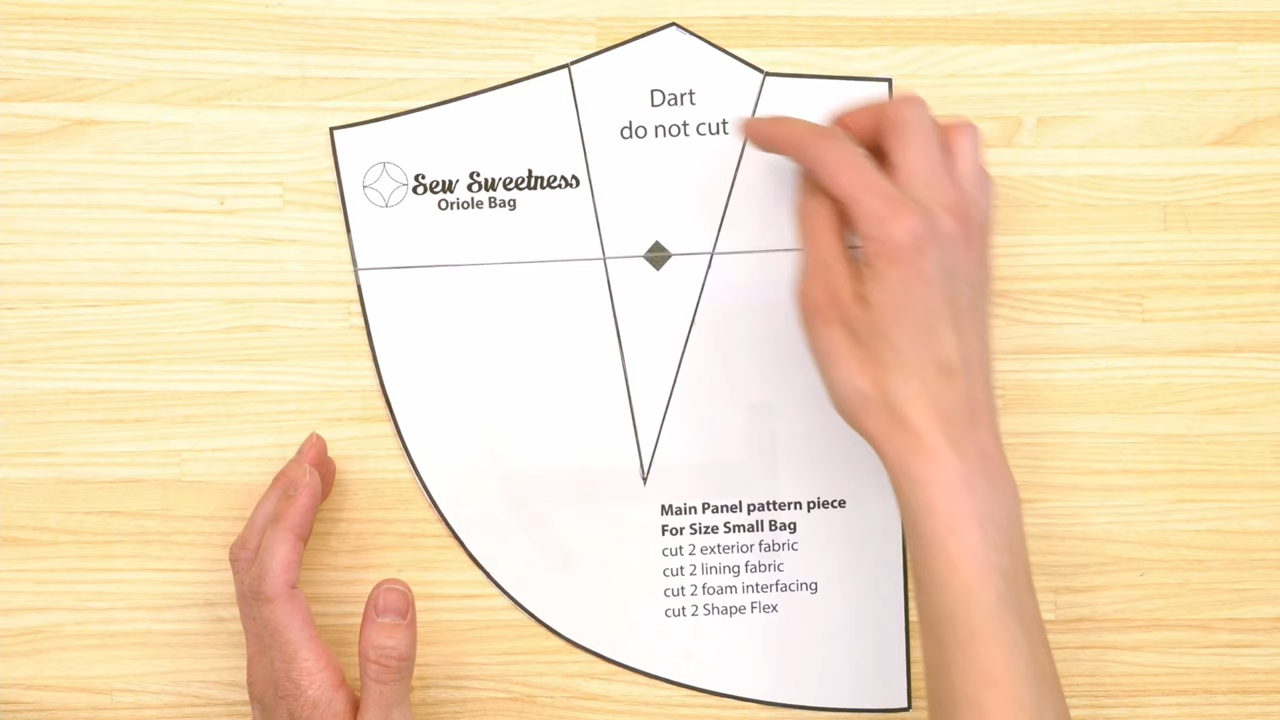 Dart
do not cut
Sew Sweetness
Oriole Bag
Main Panel pattern piece
For Size Small Bag
cut 2 exterior fabric
cut 2 lining fabric
cut 2 foam interfacing
cut 2 Shape Flex